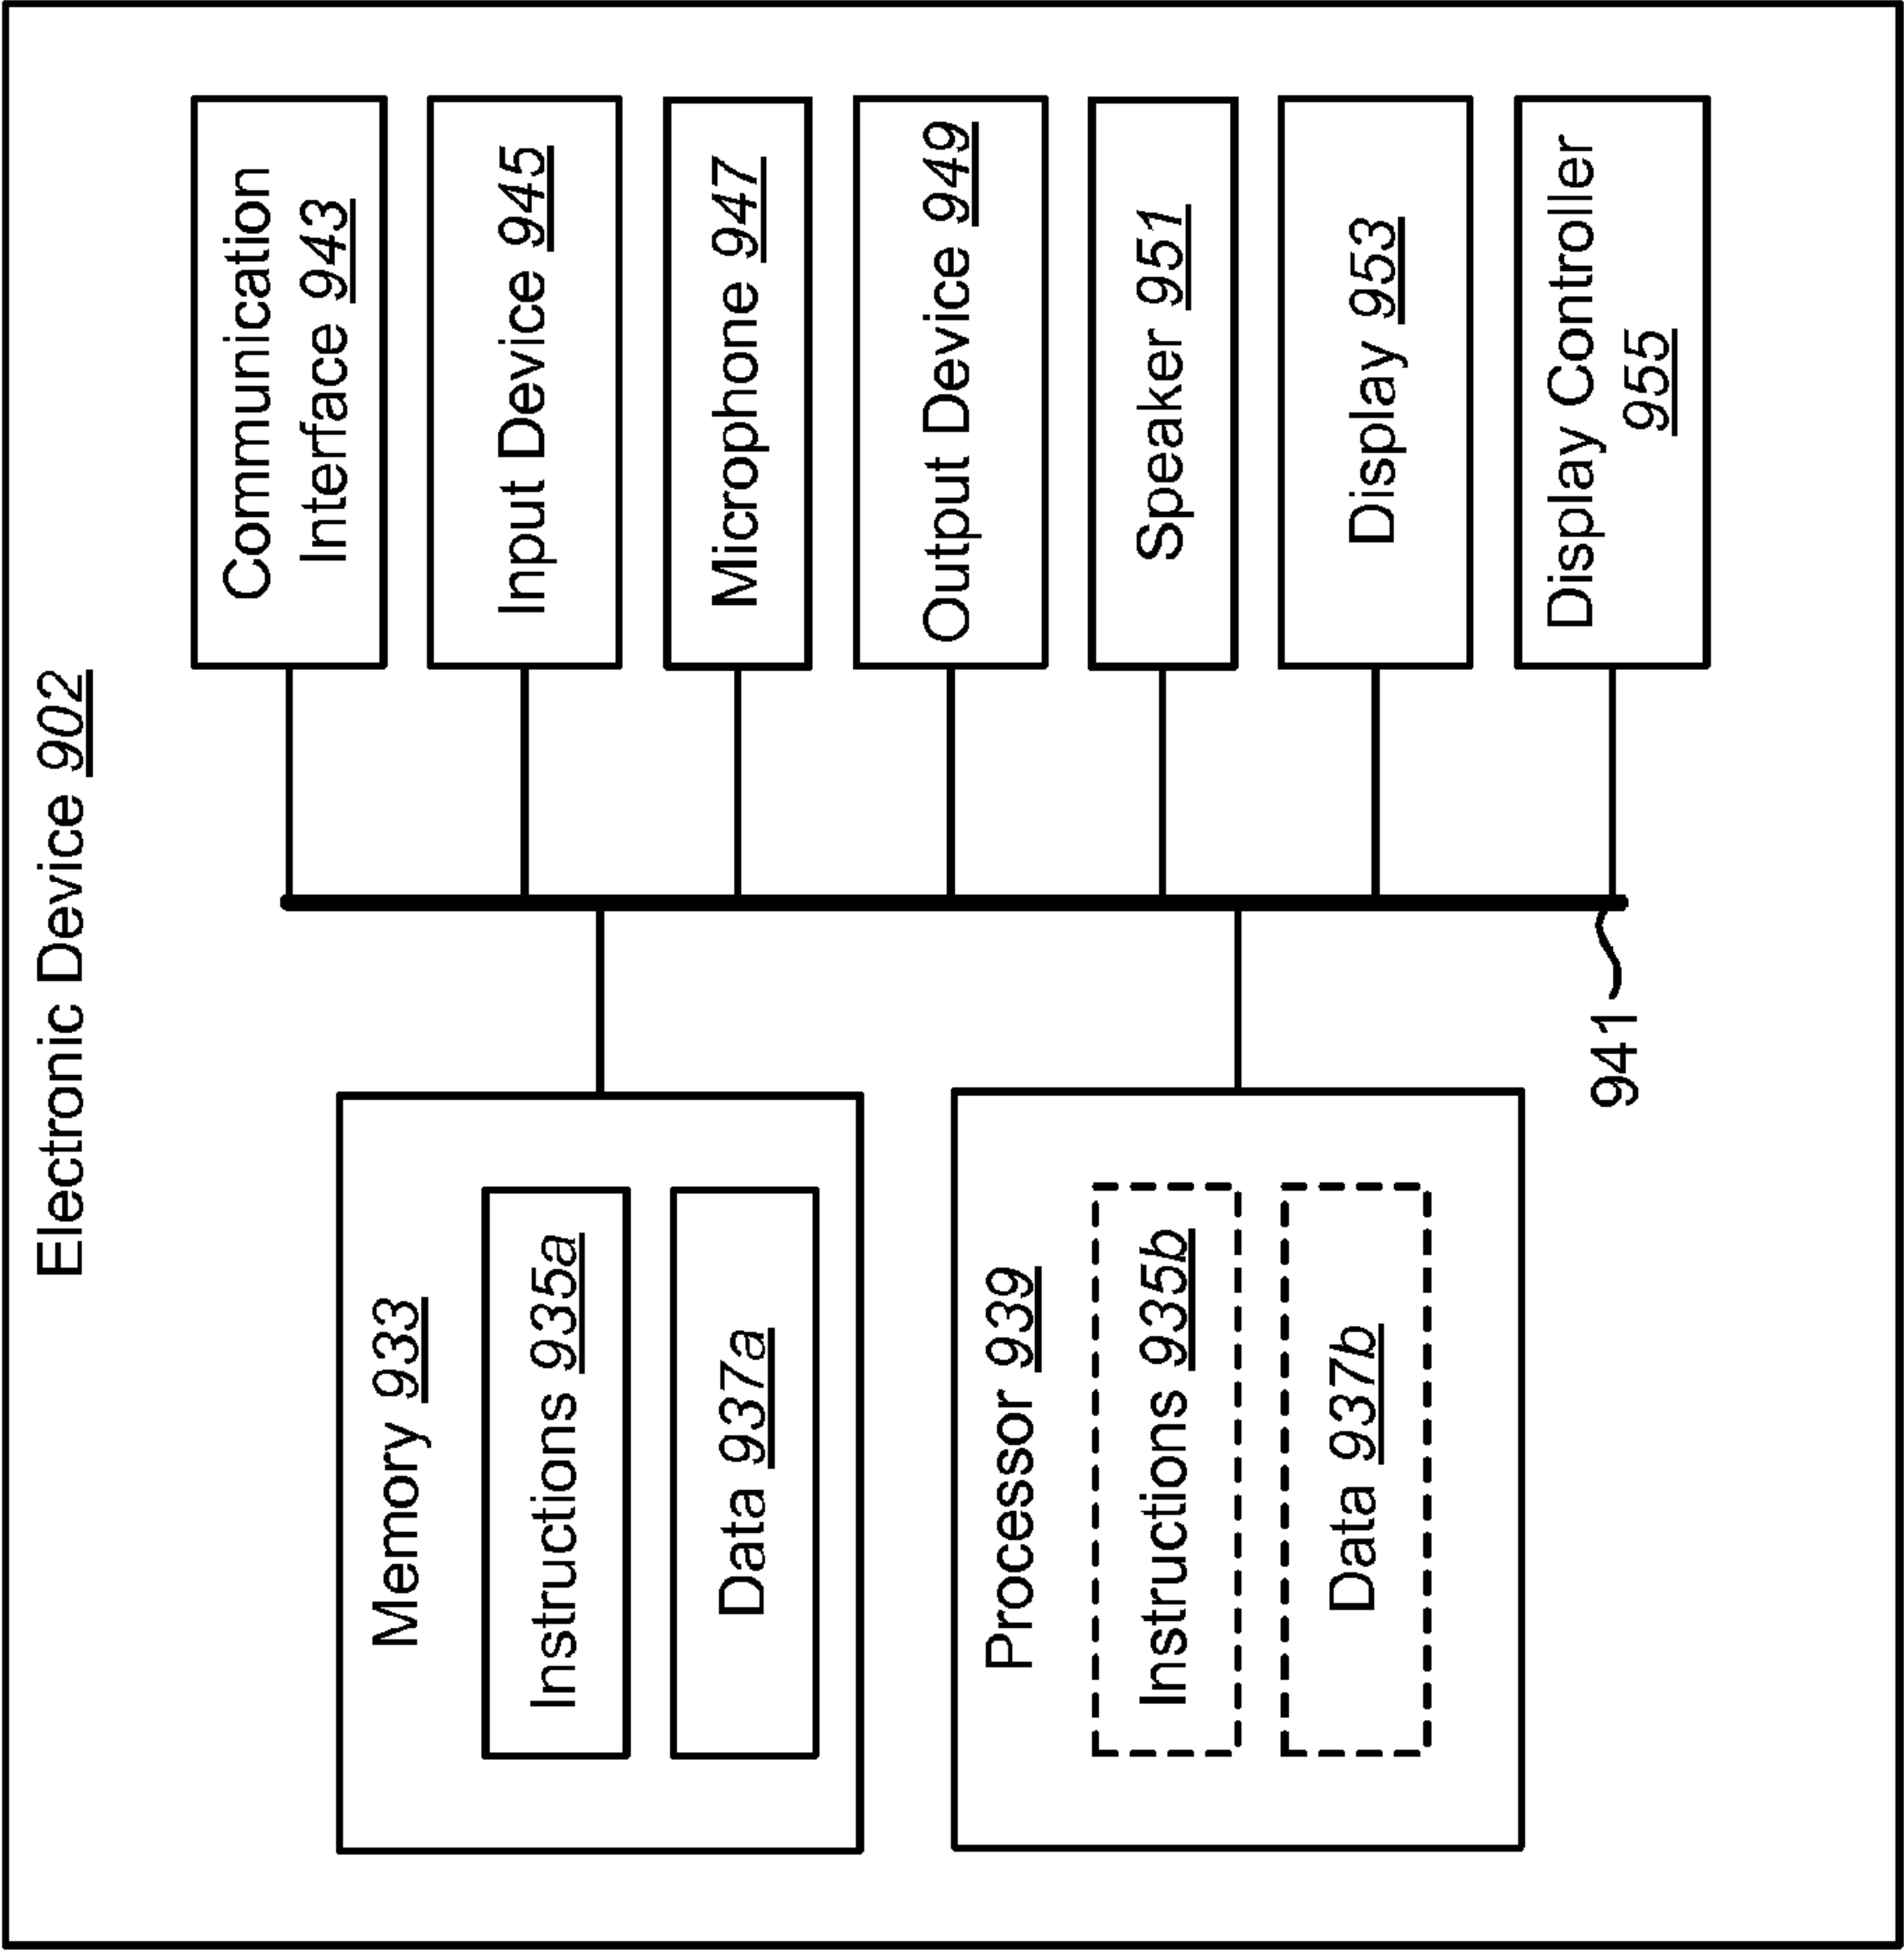 Electronic Device 902
Memory 933
Instructions 935a
Data 937a
Processor 939
Instructions 935b
Data 937b
941
Communication
Interface 943
Input Device 945
Microphone 947
Output Device 949
Speaker 951
Display 953
Display Controller
955